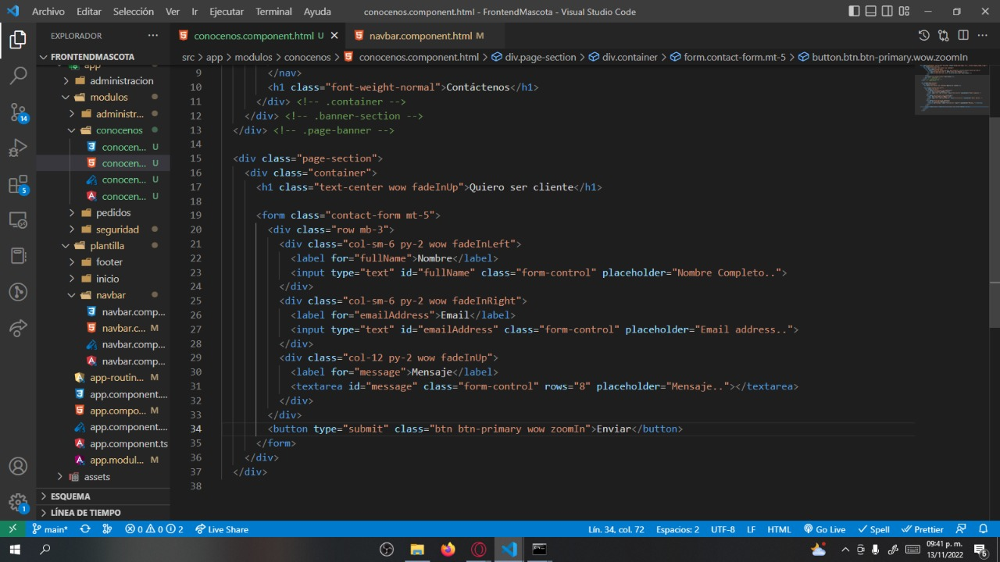 Archivo Editar Selección Ver Ir Ejecutar Terminal Ayuda conocenos.component.html - FrontendMascota - Visual Studio Code
EXPLORADOR
conocenos.component.html U
navbar.component.html M
FRONTENDMASCOTA
src > app > modulos > conocenos > conocenos.component.html > div.page-section > div.container > form.contact-form.mt-5 > button.btn.btn-primary.wow.zoomIn
app
administracion
modulos
administr...
conocenos
conocen... U
conocen... U
conocen... U
conocen... U
pedidos
seguridad
plantilla
footer
inicio
navbar
navbar.comp...
navbar.c... M
navbar.comp...
navbar.comp...
app-routin... M
app.component....
app.compo... M
app.component....
app.component.ts
app.modul... M
assets
ESQUEMA
LÍNEA DE TIEMPO
14
5
1
9 </nav>
10 <h1 class="font-weight-normal">Contáctenos</h1>
11 </div> <!-- .container -->
12 </div> <!-- .banner-section -->
13 </div> <!-- .page-banner -->
14
15 <div class="page-section">
16 <div class="container">
17 <h1 class="text-center wow fadeInUp">Quiero ser cliente</h1>
18
19 <form class="contact-form mt-5">
20 <div class="row mb-3">
21 <div class="col-sm-6 py-2 wow fadeInLeft">
22 <label for="fullName">Nombre</label>
23 <input type="text" id="fullName" class="form-control" placeholder="Nombre Completo..">
24 </div>
25 <div class="col-sm-6 py-2 wow fadeInRight">
26 <label for="emailAddress">Email</label>
27 <input type="text" id="emailAddress" class="form-control" placeholder="Email address..">
28 </div>
29 <div class="col-12 py-2 wow fadeInUp">
30 <label for="message">Mensaje</label>
31 <textarea id="message" class="form-control" rows="8" placeholder="Mensaje.."></textarea>
32 </div>
33 </div>
34 <button type="submit" class="btn btn-primary wow zoomIn">Enviar</button>
35 </form>
36 </div>
37 </div>
38
main* 0 0 2 Live Share Lín. 34, col. 72 Espacios: 2 UTF-8 LF HTML Go Live Spell Prettier
09:41 p. m.
13/11/2022
6